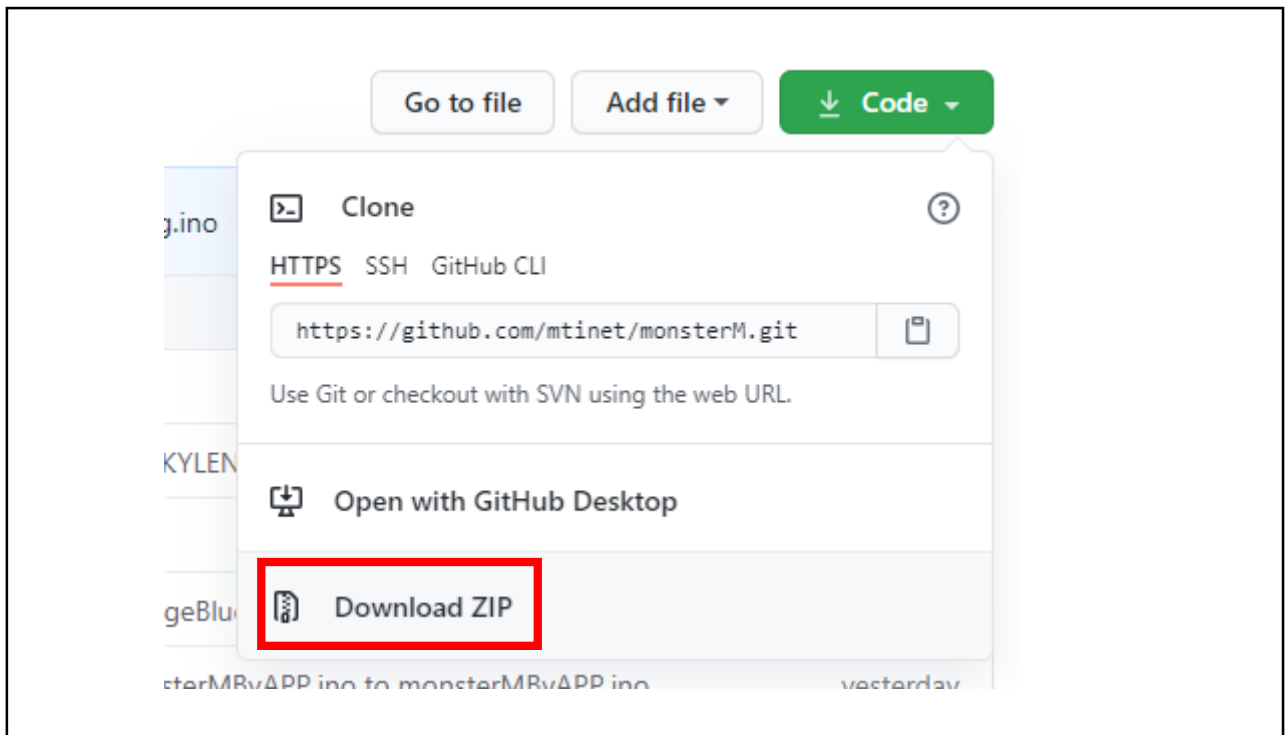 Go to file Add file Code
Clone
g.ino
HTTPS SSH GitHub CLI
https://github.com/mtinet/monsterM.git
Use Git or checkout with SVN using the web URL.
KYLEN
Open with GitHub Desktop
geBlu
Download ZIP
sterMByAPP.ino to monsterMByAPP.ino yesterday